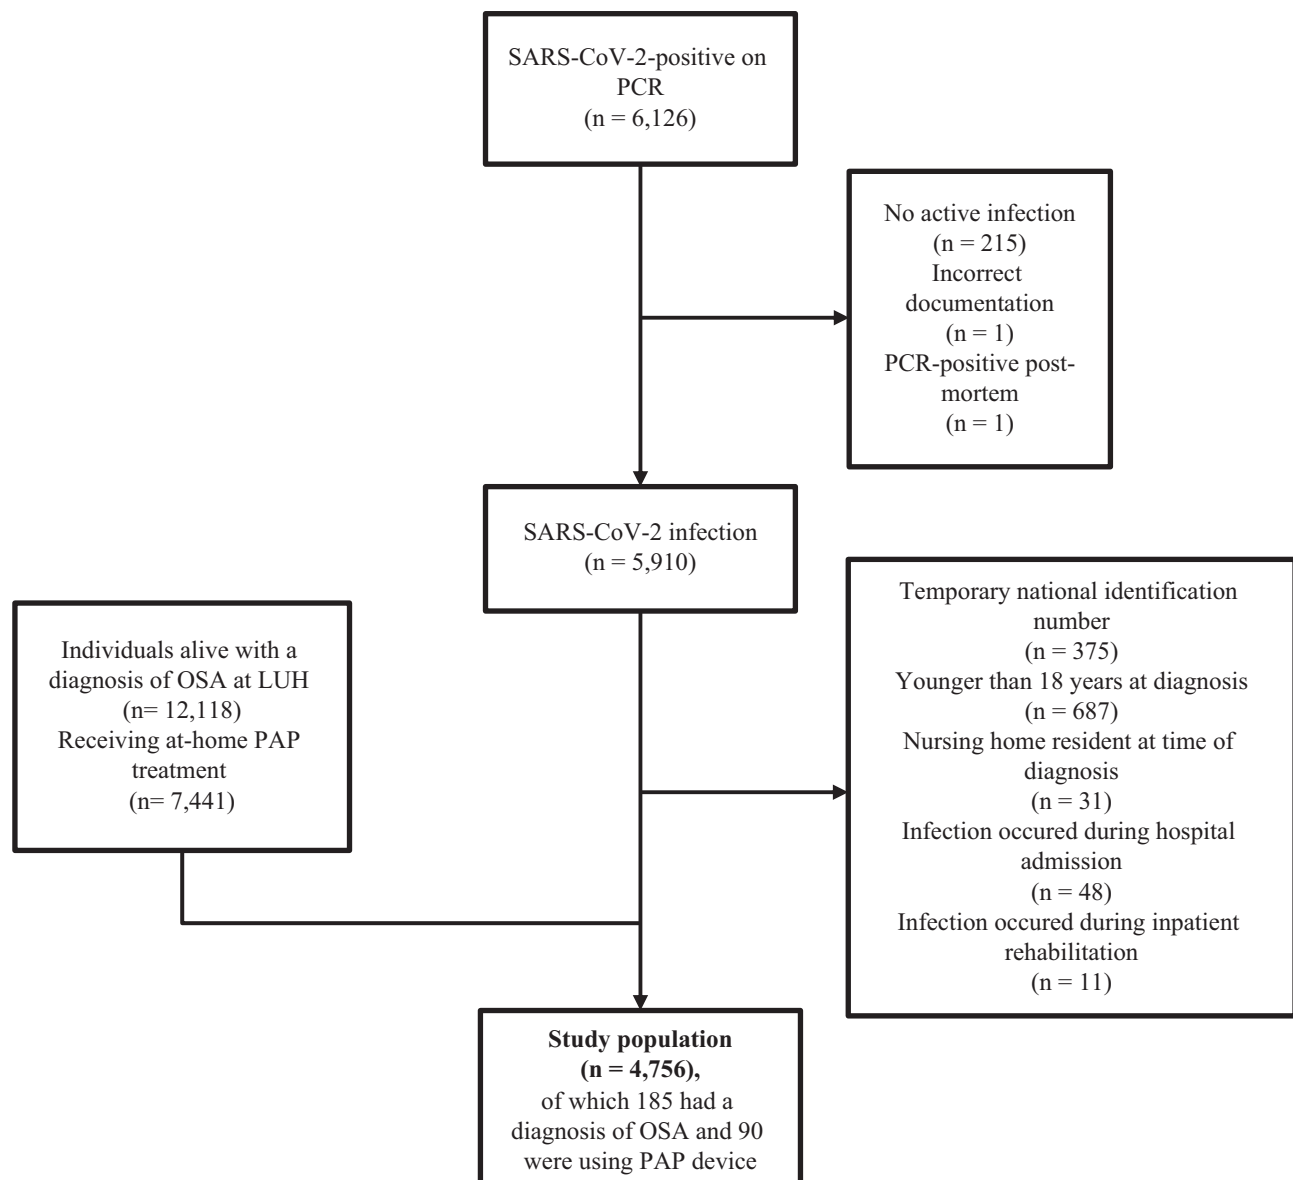 SARS-CoV-2-positive on
PCR
(n = 6,126)
No active infection
(n = 215)
Incorrect
documentation
(n = 1)
PCR-positive post-
mortem
(n = 1)
SARS-CoV-2 infection
(n = 5,910)
Individuals alive with a
diagnosis of OSA at LUH
(n= 12,118)
Receiving at-home PAP
treatment
(n= 7,441)
Temporary national identification
number
(n = 375)
Younger than 18 years at diagnosis
(n = 687)
Nursing home resident at time of
diagnosis
(n = 31)
Infection occured during hospital
admission
(n = 48)
Infection occured during inpatient
rehabilitation
(n = 11)
Study population
(n = 4,756),
of which 185 had a
diagnosis of OSA and 90
were using PAP device